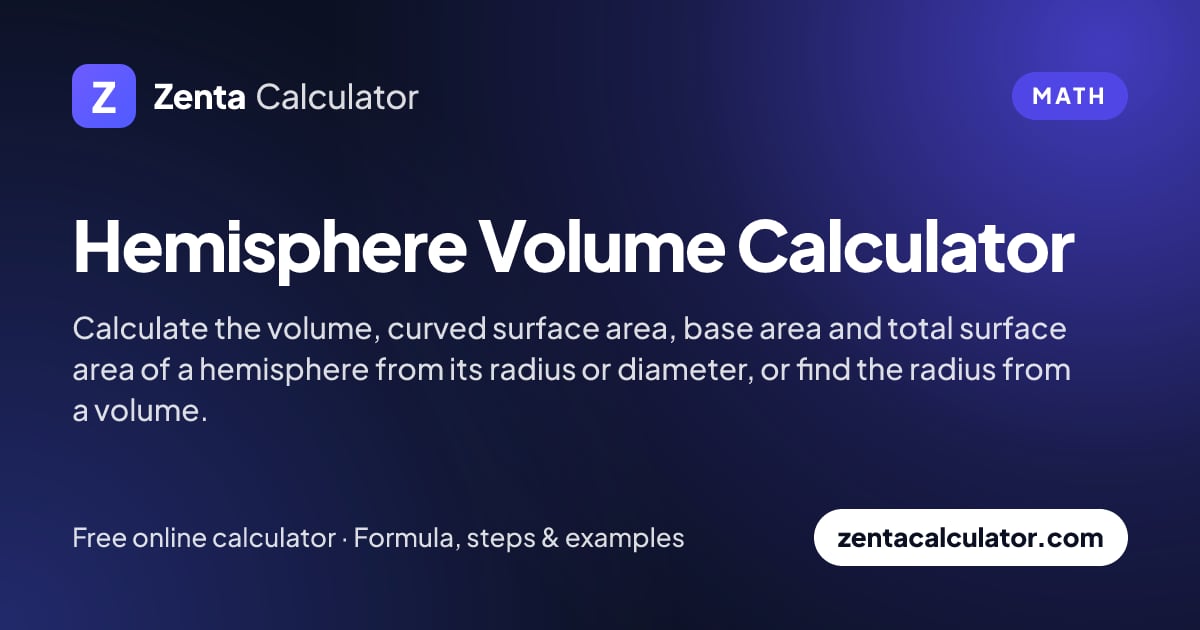 Z Zenta Calculator
MATH
Hemisphere Volume Calculator
Calculate the volume, curved surface area, base area and total surface
area of a hemisphere from its radius or diameter, or find the radius from
a volume.
Free online calculator · Formula, steps & examples
zentacalculator.com